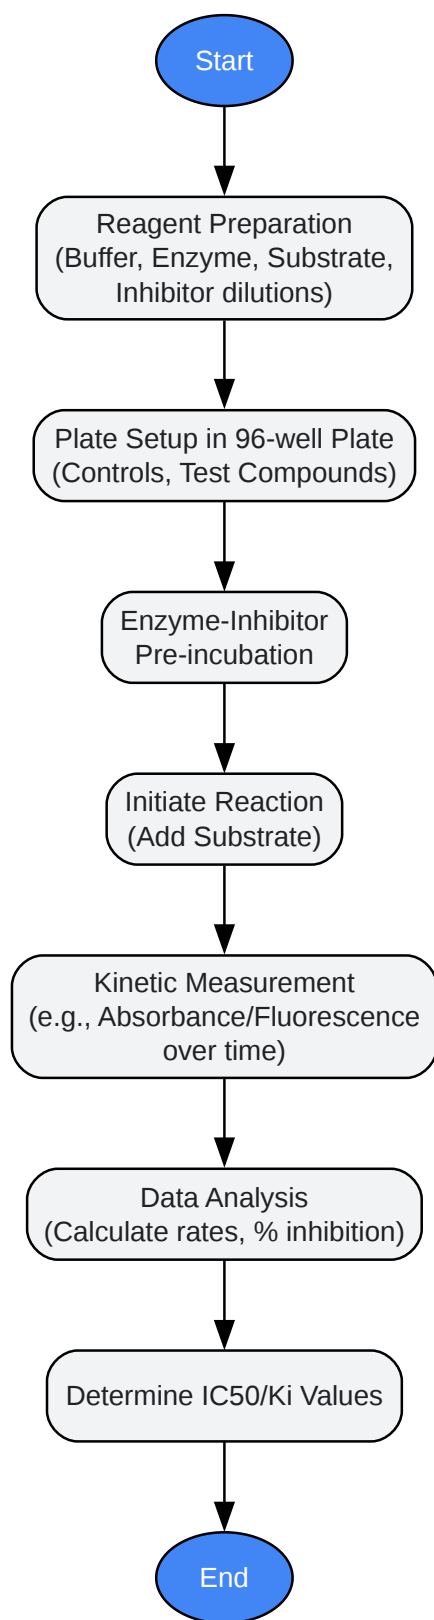 Start
Reagent Preparation
(Buffer, Enzyme, Substrate,
Inhibitor dilutions)
Plate Setup in 96-well Plate
(Controls, Test Compounds)
Enzyme-Inhibitor
Pre-incubation
Initiate Reaction
(Add Substrate)
Kinetic Measurement
(e.g., Absorbance/Fluorescence
over time)
Data Analysis
(Calculate rates, % inhibition)
Determine IC50/Ki Values
End